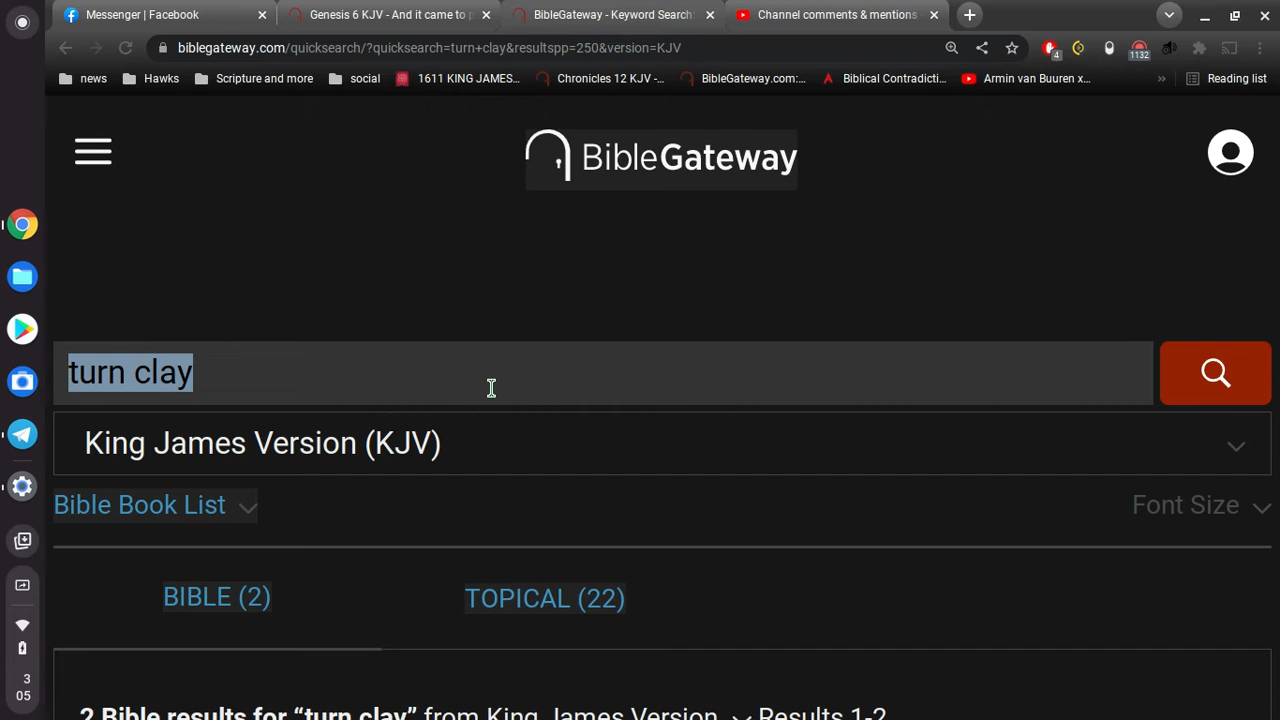 Messenger | Facebook
Genesis 6 KJV - And it came to p
BibleGateway - Keyword Search:
Channel comments & mentions -
biblegateway.com/quicksearch/?quicksearch=turn+clay&resultspp=250&version=KJV
4
1132
news
Hawks
Scripture and more
social
1611 KING JAMES...
Chronicles 12 KJV -...
BibleGateway.com:...
Biblical Contradicti...
Armin van Buuren x...
»
Reading list
BibleGateway
turn clay
King James Version (KJV)
Bible Book List
Font Size
BIBLE (2)
TOPICAL (22)
2 Bible results for “turn clay” from King James Version Results 1-2
3
05